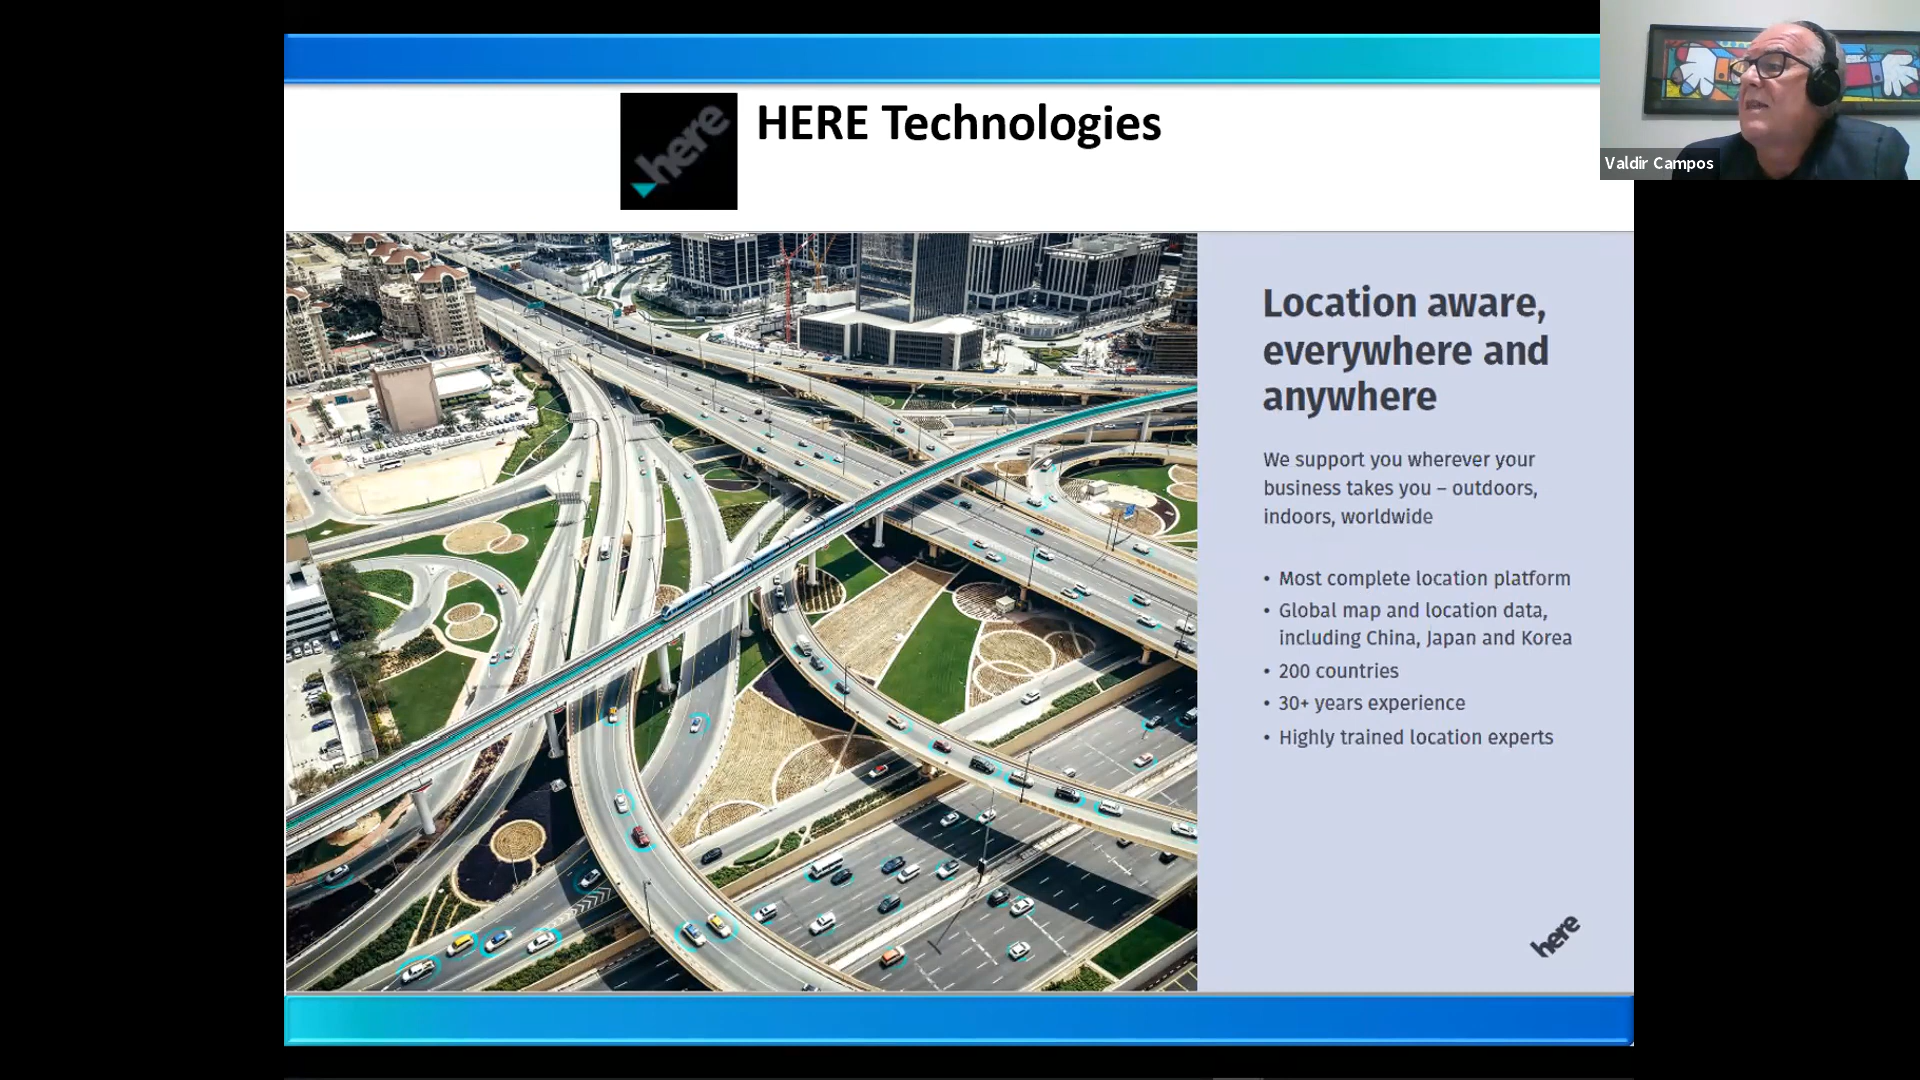 here
HERE Technologies
Valdir Campos
Location aware,
everywhere and
anywhere
We support you wherever your
business takes you – outdoors,
indoors, worldwide
• Most complete location platform
• Global map and location data,
including China, Japan and Korea
• 200 countries
• 30+ years experience
• Highly trained location experts
here